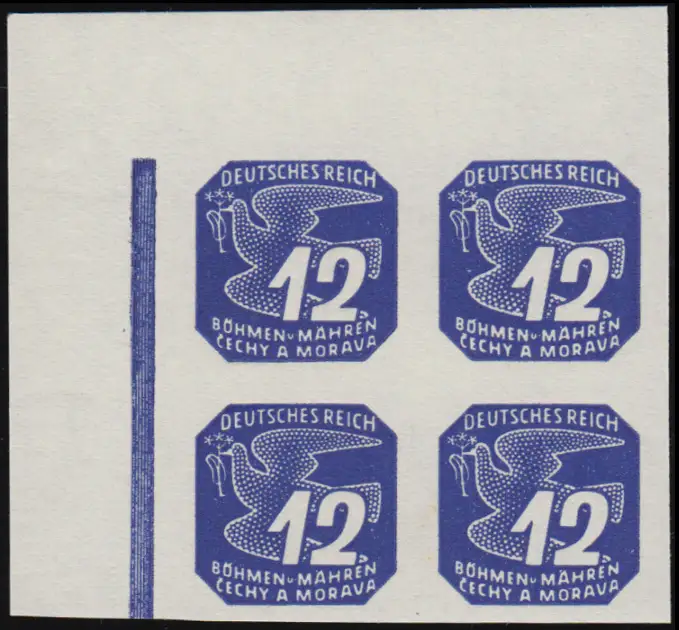 DEUTSCHES REICH
12
BÖHMEN U MÄHREN
ČECHY A MORAVA
DEUTSCHES REICH
12
BÖHMEN U MÄHREN
ČECHY A MORAVA
DEUTSCHES REICH
12
BÖHMEN U MÄHREN
ČECHY A MORAVA
DEUTSCHES REICH
12
BÖHMEN U MÄHREN
ČECHY A MORAVA